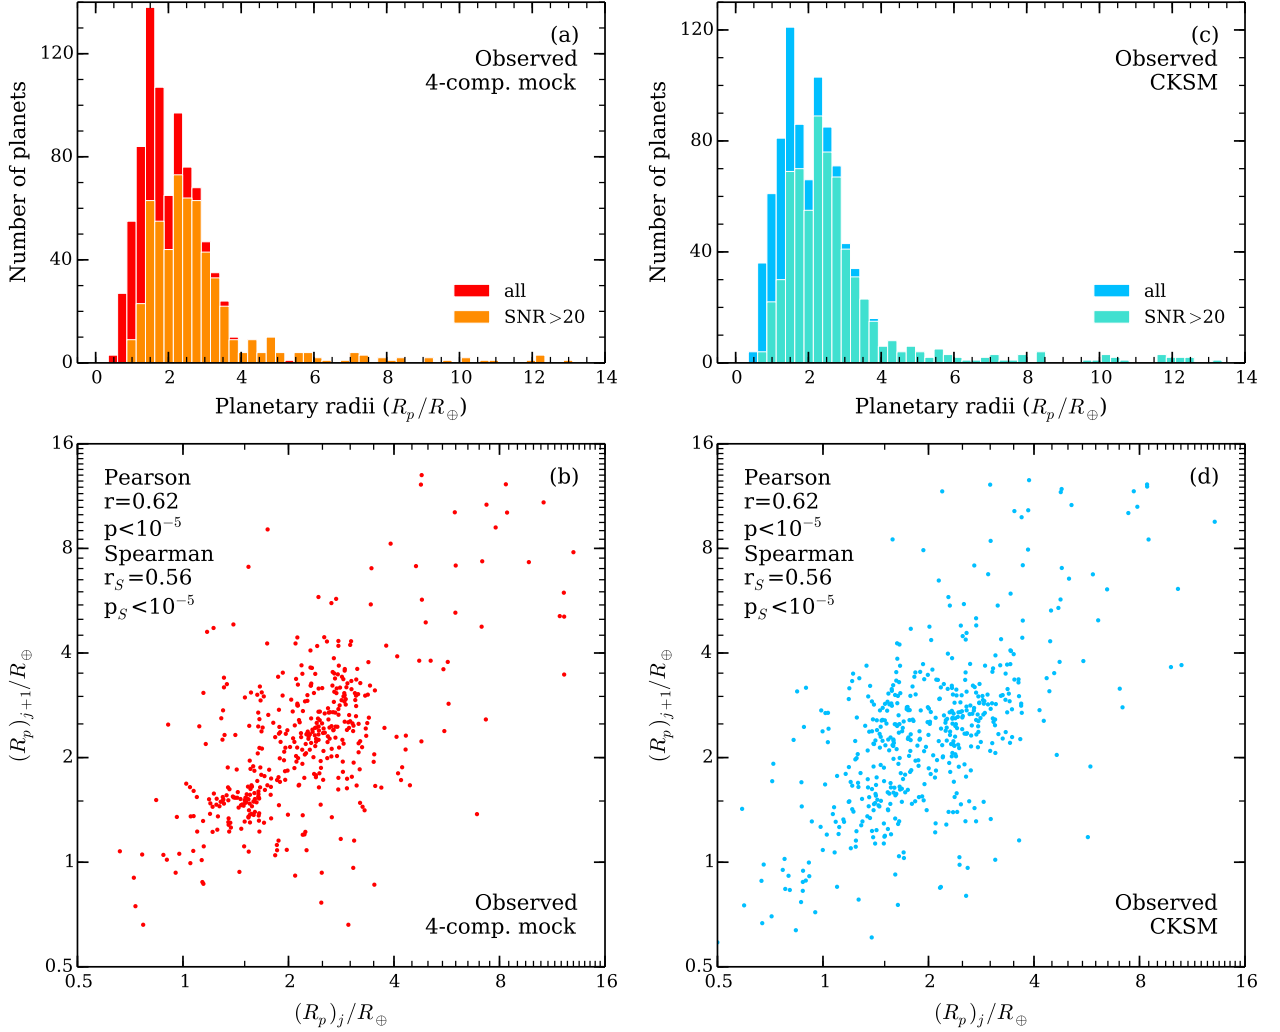 (a)
Observed
4-comp. mock
Number of planets
120
80
40
0
all
SNR>20
0 2 4 6 8 10 12 14
Planetary radii (R_p/R_⊕)
(c)
Observed
CKSM
Number of planets
120
80
40
0
all
SNR>20
0 2 4 6 8 10 12 14
Planetary radii (R_p/R_⊕)
(b)
Pearson
r=0.62
p<10^{-5}
Spearman
r_S=0.56
p_S<10^{-5}
Observed
4-comp. mock
(R_p)_{j+1}/R_⊕
16
8
4
2
1
0.5
0.5 1 2 4 8 16
(R_p)_j/R_⊕
(d)
Pearson
r=0.62
p<10^{-5}
Spearman
r_S=0.56
p_S<10^{-5}
Observed
CKSM
(R_p)_{j+1}/R_⊕
16
8
4
2
1
0.5
0.5 1 2 4 8 16
(R_p)_j/R_⊕